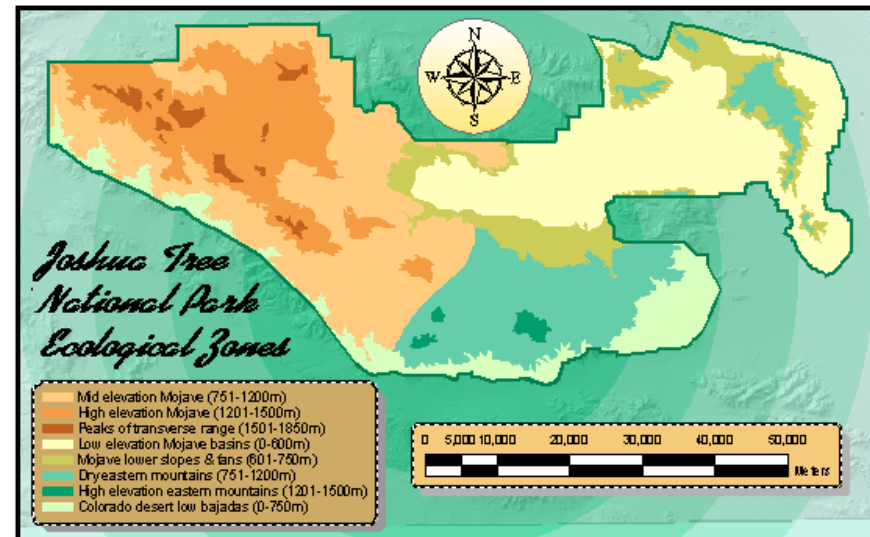 N
W E
S
Joshua Tree
National Park
Ecological Zones
Mid elevation Mojave (751-1200m)
High elevation Mojave (1201-1500m)
Peaks of transverse range (1501-1850m)
Low elevation Mojave basins (0-600m)
Mojave lower slopes & fans (601-750m)
Dry eastern mountains (751-1200m)
High elevation eastern mountains (1201-1500m)
Colorado desert low bajadas (0-750m)
0 5,000 10,000 20,000 30,000 40,000 50,000
Meters